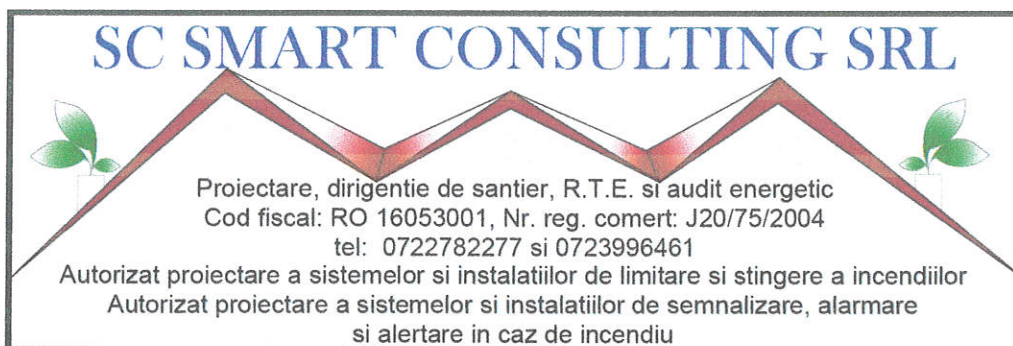 SC SMART CONSULTING SRL
Proiectare, dirigentie de santier, R.T.E. si audit energetic
Cod fiscal: RO 16053001, Nr. reg. comert: J20/75/2004
tel: 0722782277 si 0723996461
Autorizat proiectare a sistemelor si instalatiilor de limitare si stingere a incendiilor
Autorizat proiectare a sistemelor si instalatiilor de semnalizare, alarmare
si alertare in caz de incendiu